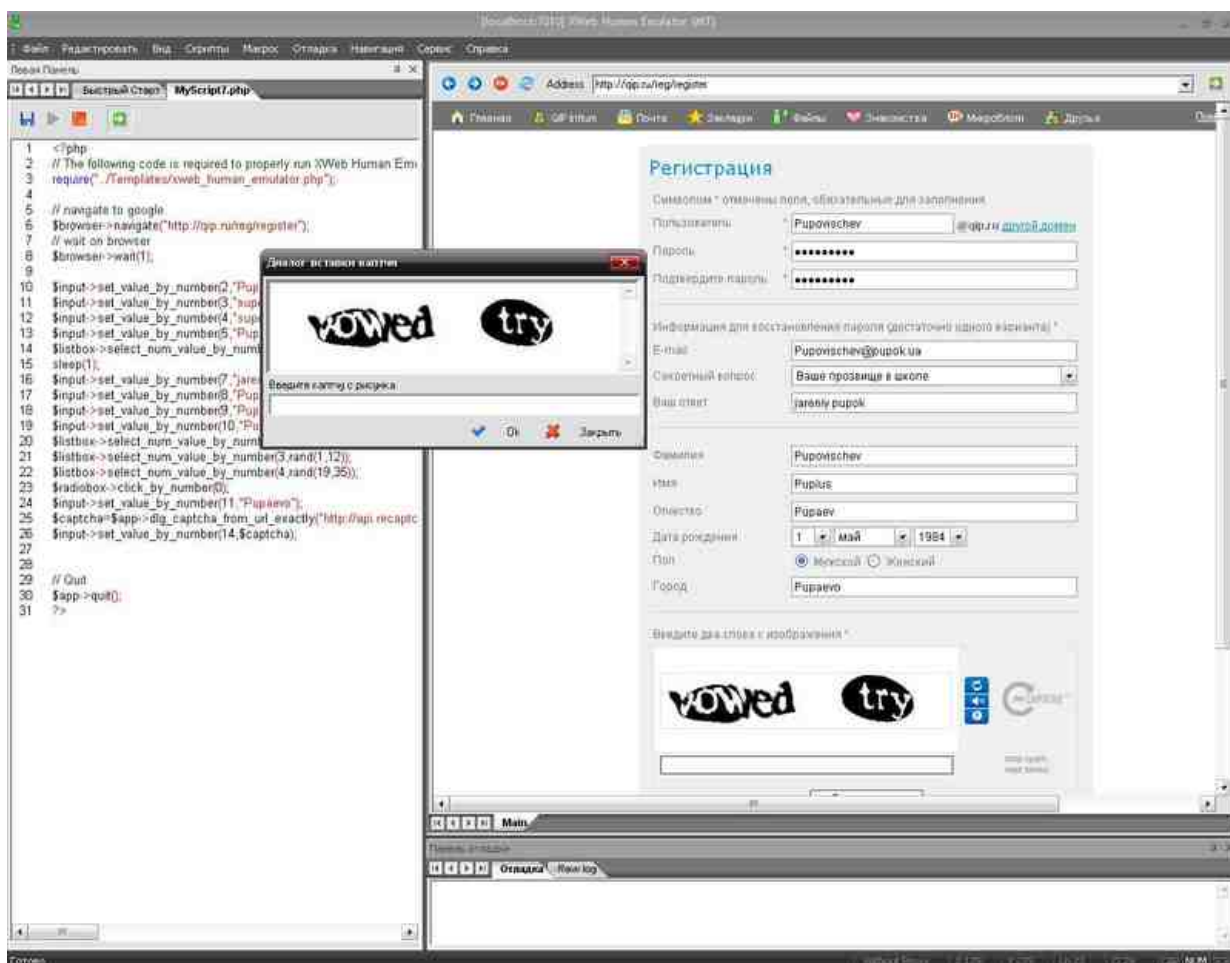 [localhost:7010] XWeb Human Emulator (MT)
Файл Редактировать Вид Скрипты Макрос Отладка Навигация Сервис Справка
Левая Панель
Быстрый Старт MyScript7.php
1 <?php
2 // The following code is required to properly run XWeb Human Emu
3 require("../Templates/xweb_human_emulator.php");
4
5 // navigate to google
6 $browser->navigate("http://qip.ru/reg/register");
7 // wait on browser
8 $browser->wait(1);
9
10 $input->set_value_by_number(2,"Pup
11 $input->set_value_by_number(3,"supe
12 $input->set_value_by_number(4,"supe
13 $input->set_value_by_number(5,"Pup
14 $listbox->select_num_value_by_numb
15 sleep(1);
16 $input->set_value_by_number(7,"jaren
17 $input->set_value_by_number(8,"Pup
18 $input->set_value_by_number(9,"Pup
19 $input->set_value_by_number(10,"Pu
20 $listbox->select_num_value_by_numb
21 $listbox->select_num_value_by_number(3,rand(1,12));
22 $listbox->select_num_value_by_number(4,rand(19,35));
23 $radiobox->click_by_number(0);
24 $input->set_value_by_number(11,"Pupaevo");
25 $captcha=$app->dlg_captcha_from_url_exactly("http://api.recaptc
26 $input->set_value_by_number(14,$captcha);
27
28
29 // Quit
30 $app->quit();
31 ?>
Диалог вставки каптчи
vowed try
Введите каптчу с рисунка
Ok Закрыть
Address http://qip.ru/reg/register
Главная QIP Infium Почта Закладки Файлы Знакомства Микроблоги Друзья
Регистрация
Символом * отмечены поля, обязательные для заполнения.
Пользователь * Pupovischev @qip.ru другой домен
Пароль * •••••••••
Подтвердите пароль * •••••••••
Информация для восстановления пароля (достаточно одного варианта) *
E-mail Pupovischev@pupok.ua
Секретный вопрос Ваше прозвище в школе
Ваш ответ jareniy pupok
Фамилия Pupovischev
Имя Pupius
Отчество Pupaev
Дата рождения 1 май 1984
Пол Мужской Женский
Город Pupaevo
Введите два слова с изображения *
vowed try
Main
Панель отладки
Отладка Rew log
Готово
NUM